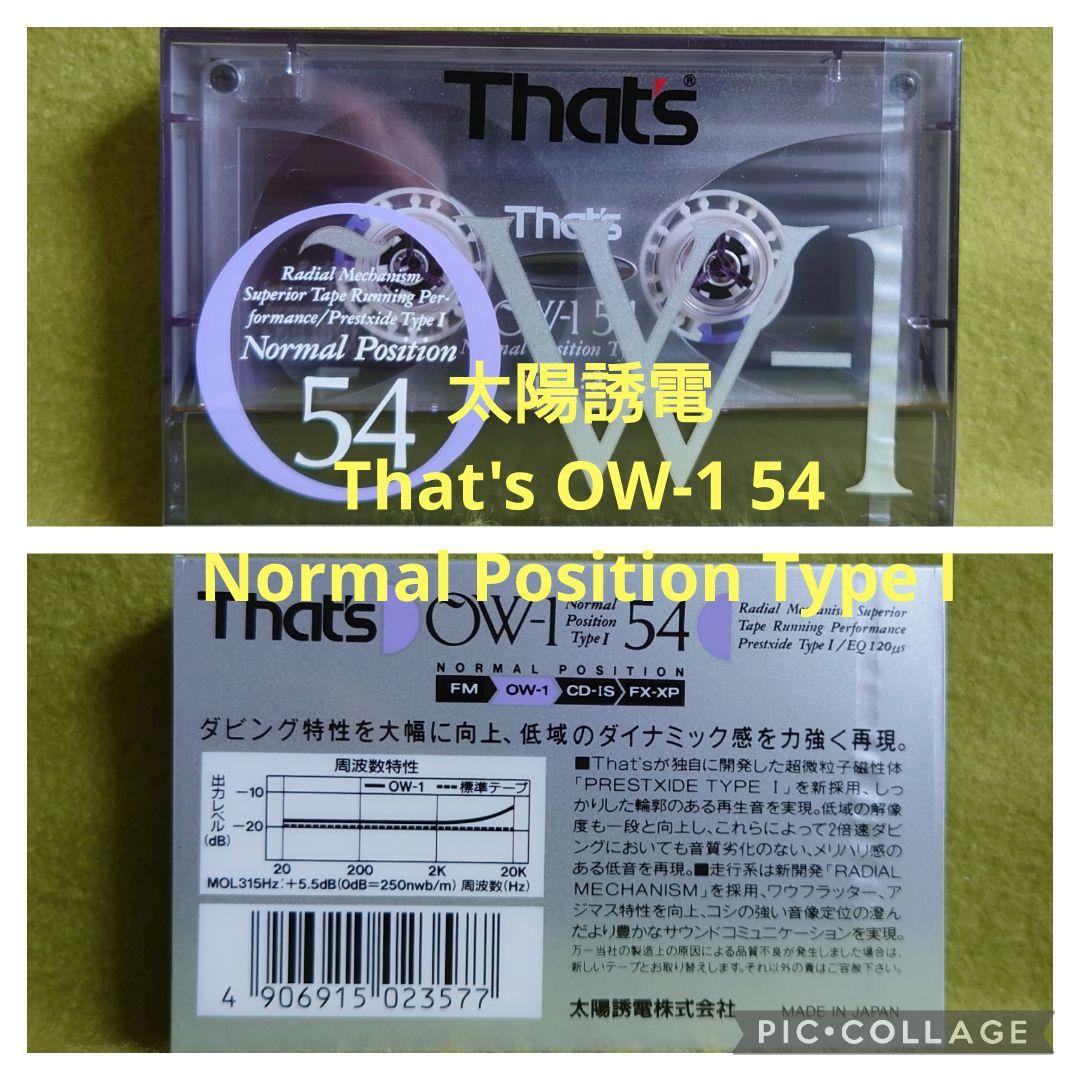 That's®
That's
OW-1
Radial Mechanism
Superior Tape Running Per-
formance/Prestxide Type I
Normal Position
54
OW-1 54
太陽誘電
That's OW-1 54
Normal Position Type I
That's OW-1 Normal Position Type I 54
Radial Mechanism Superior
Tape Running Performance
Prestxide Type I/EQ120μs
NORMAL POSITION
FM OW-1 CD-IS FX-XP
ダビング特性を大幅に向上、低域のダイナミック感を力強く再現。
周波数特性
OW-1 標準テープ
出力レベル(dB)
-10
-20
20 200 2K 20K
MOL315Hz:+5.5dB(0dB=250nwb/m) 周波数(Hz)
■That'sが独自に開発した超微粒子磁性体
「PRESTXIDE TYPE I」を新採用、しっ
かりした輪郭のある再生音を実現。低域の解像
度も一段と向上し、これらによって2倍速ダビ
ングにおいても音質劣化のない、メリハリ感の
ある低音を再現。■走行系は新開発「RADIAL
MECHANISM」を採用、ワウフラッター、ア
ジマス特性を向上、コシの強い音像定位の澄ん
だより豊かなサウンドコミュニケーションを実現。
万一当社の製造上の原因による品質不良が発生しました場合は、
新しいテープとお取り替えします。それ以外の責はご容赦下さい。
4 906915 023577
太陽誘電株式会社 MADE IN JAPAN
PIC•COLLAGE